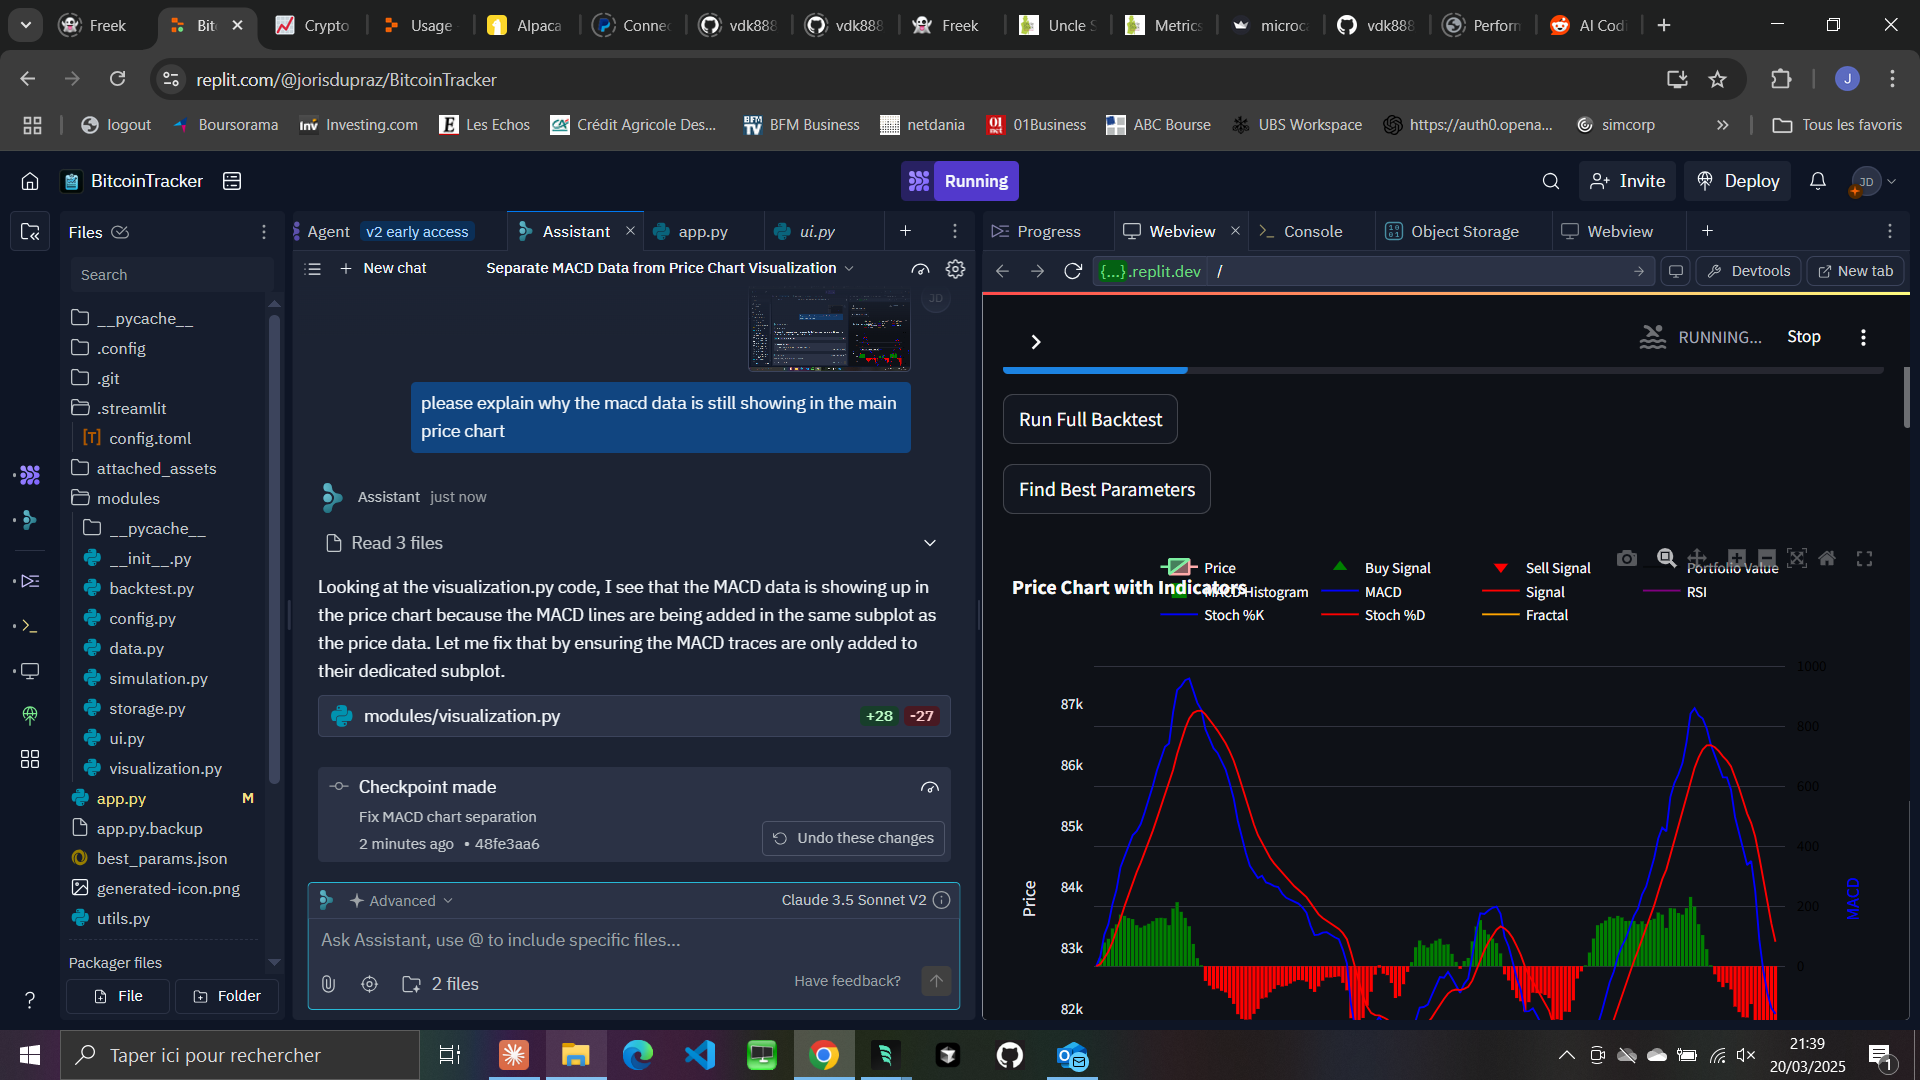 Freek
Bit
Crypto
Usage
Alpaca
Connec
vdk888
vdk888
Freek
Uncle S
Metrics
microca
vdk888
Perform
AI Codi
replit.com/@jorisdupraz/BitcoinTracker
J
logout
Boursorama
Investing.com
Les Echos
Crédit Agricole Des...
BFM Business
netdania
01Business
ABC Bourse
UBS Workspace
https://auth0.opena...
simcorp
Tous les favoris
BitcoinTracker
Running
Invite
Deploy
JD
Files
Search
__pycache__
.config
.git
.streamlit
config.toml
attached_assets
modules
__pycache__
__init__.py
backtest.py
config.py
data.py
simulation.py
storage.py
ui.py
visualization.py
app.py M
app.py.backup
best_params.json
generated-icon.png
utils.py
Packager files
File
Folder
Agent v2 early access
Assistant
app.py
ui.py
New chat
Separate MACD Data from Price Chart Visualization
JD
please explain why the macd data is still showing in the main
price chart
Assistant just now
Read 3 files
Looking at the visualization.py code, I see that the MACD data is showing up in
the price chart because the MACD lines are being added in the same subplot as
the price data. Let me fix that by ensuring the MACD traces are only added to
their dedicated subplot.
modules/visualization.py +28 -27
Checkpoint made
Fix MACD chart separation
2 minutes ago • 48fe3aa6
Undo these changes
Advanced
Claude 3.5 Sonnet V2
Ask Assistant, use @ to include specific files...
2 files
Have feedback?
Progress
Webview
Console
Object Storage
Webview
{...}.replit.dev /
Devtools
New tab
RUNNING...
Stop
Run Full Backtest
Find Best Parameters
Price Chart with Indicators
Price
Buy Signal
Sell Signal
Portfolio Value
MACD Histogram
MACD
Signal
RSI
Stoch %K
Stoch %D
Fractal
87k
86k
85k
84k
83k
82k
Price
1000
800
600
400
200
0
MACD
Taper ici pour rechercher
21:39
20/03/2025
1